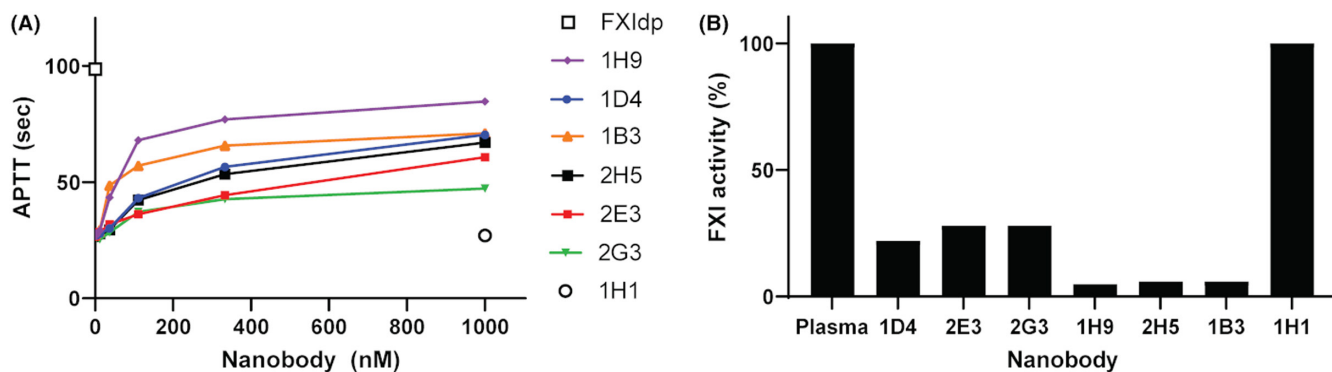 (A)
APTT (sec)
100
50
0
0 200 400 600 800 1000
Nanobody (nM)
FXIdp
1H9
1D4
1B3
2H5
2E3
2G3
1H1
(B)
FXI activity (%)
100
50
0
Plasma 1D4 2E3 2G3 1H9 2H5 1B3 1H1
Nanobody